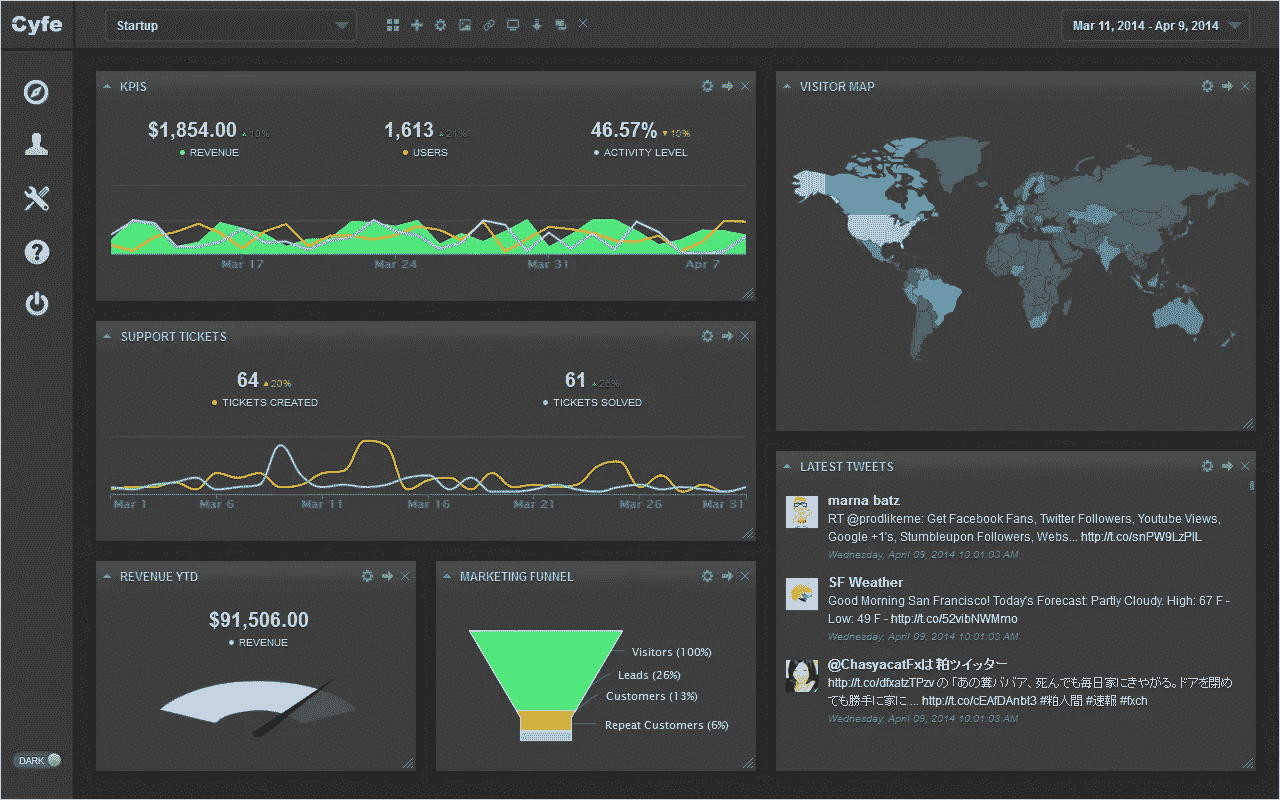 Cyfe
Startup
Mar 11, 2014 - Apr 9, 2014
KPIS
$1,854.00 ▲ 10%
REVENUE
1,613 ▲ 21%
USERS
46.57% ▼ 10%
ACTIVITY LEVEL
Mar 17 Mar 24 Mar 31 Apr 7
VISITOR MAP
SUPPORT TICKETS
64 ▲ 20%
TICKETS CREATED
61 ▲
TICKETS SOLVED
Mar 1 Mar 6 Mar 11 Mar 16 Mar 21 Mar 26 Mar 31
LATEST TWEETS
marna batz
RT @prodlikeme: Get Facebook Fans, Twitter Followers, Youtube Views,
Google +1's, Stumbleupon Followers, Webs... http://t.co/snPW9LzPIL
Wednesday, April 09, 2014 10:01:03 AM
SF Weather
Good Morning San Francisco! Today's Forecast: Partly Cloudy. High: 67 F -
Low: 49 F - http://t.co/52vibNWMmo
Wednesday, April 09, 2014 10:01:03 AM
@ChasyacatFxは 粕ツイッター
http://t.co/dfxatzTPzv の 「あの糞ババア、死んでも毎日家にきやがる。ドアを閉め
ても勝手に家に ... http://t.co/cEAfDAnbt3 #粕人間 #速報 #fxch
Wednesday, April 09, 2014 10:01:03 AM
REVENUE YTD
$91,506.00
REVENUE
MARKETING FUNNEL
Visitors (100%)
Leads (26%)
Customers (13%)
Repeat Customers (6%)
DARK